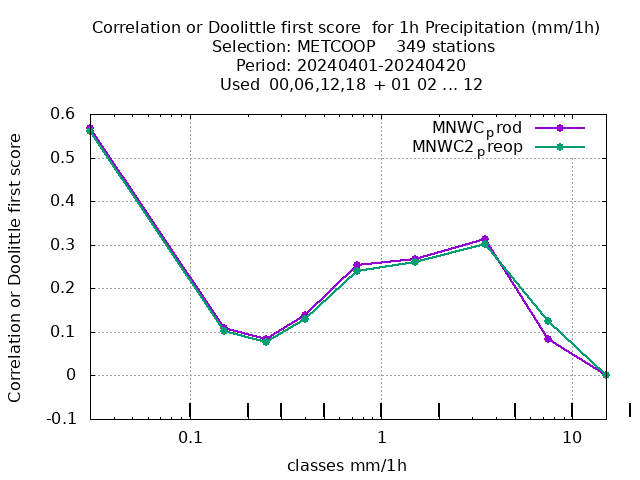 Correlation or Doolittle first score  for 1h Precipitation (mm/1h)
Selection: METCOOP    349 stations
Period: 20240401-20240420
Used  00,06,12,18  + 01 02 ... 12
MNWC_prod
MNWC2_preop
Correlation or Doolittle first score
0.6
0.5
0.4
0.3
0.2
0.1
0
-0.1
0.1 1 10
classes mm/1h